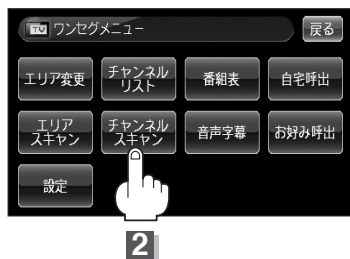 TV ワンセグメニュー 戻る
エリア変更 チャンネル
リスト 番組表 自宅呼出
エリア
スキャン チャンネル
スキャン 音声字幕 お好み呼出
設定
2